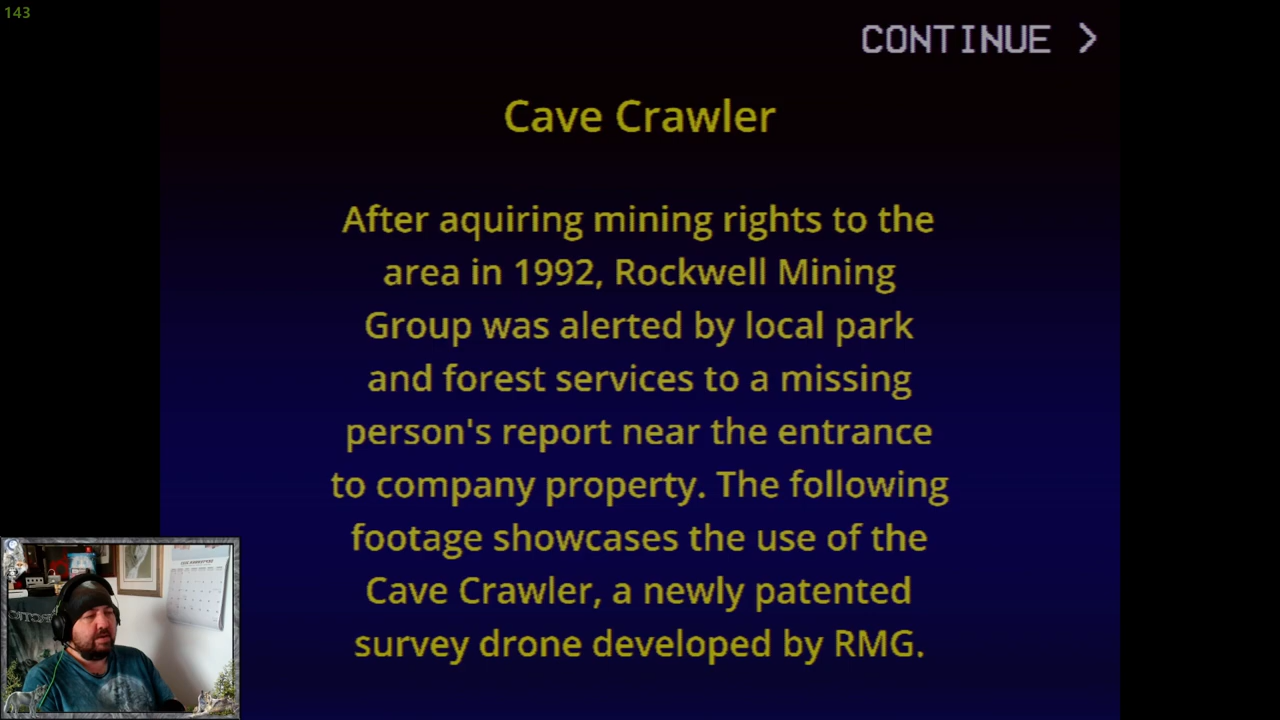 143
CONTINUE >
Cave Crawler
After aquiring mining rights to the
area in 1992, Rockwell Mining
Group was alerted by local park
and forest services to a missing
person's report near the entrance
to company property. The following
footage showcases the use of the
Cave Crawler, a newly patented
survey drone developed by RMG.